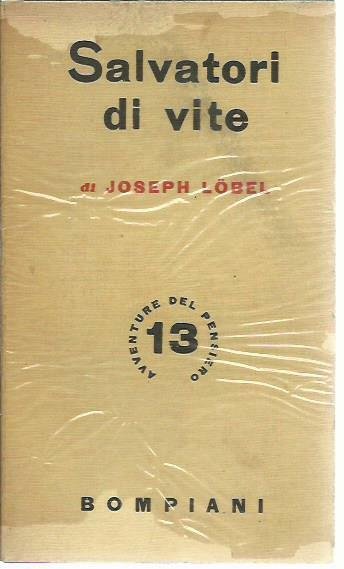 Salvatori
di vite
di JOSEPH LÖBEL
AVVENTURE DEL PENSIERO
13
BOMPIANI